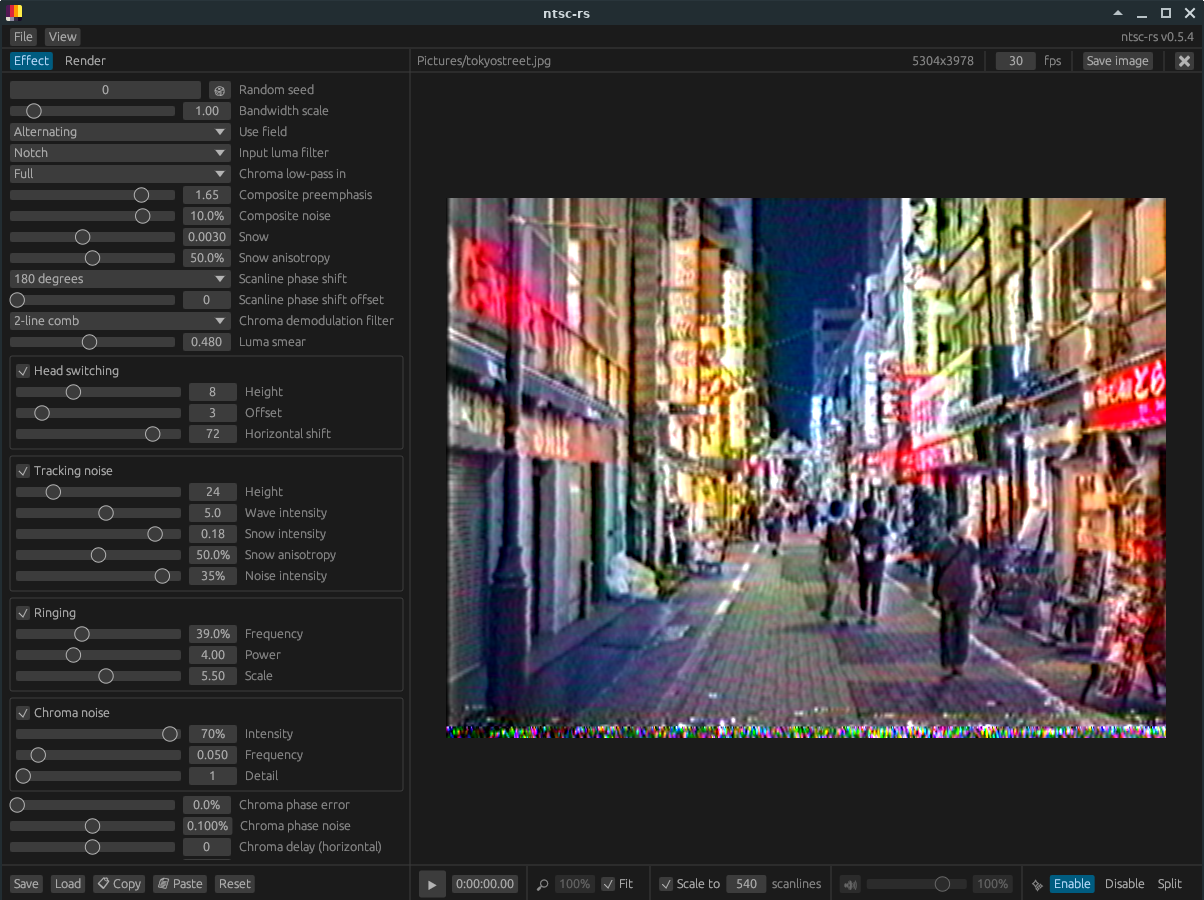 ntsc-rs
File View ntsc-rs v0.5.4
Effect Render Pictures/tokyostreet.jpg 5304x3978 30 fps Save image
0 Random seed
1.00 Bandwidth scale
Alternating Use field
Notch Input luma filter
Full Chroma low-pass in
1.65 Composite preemphasis
10.0% Composite noise
0.0030 Snow
50.0% Snow anisotropy
180 degrees Scanline phase shift
0 Scanline phase shift offset
2-line comb Chroma demodulation filter
0.480 Luma smear
Head switching
8 Height
3 Offset
72 Horizontal shift
Tracking noise
24 Height
5.0 Wave intensity
0.18 Snow intensity
50.0% Snow anisotropy
35% Noise intensity
Ringing
39.0% Frequency
4.00 Power
5.50 Scale
Chroma noise
70% Intensity
0.050 Frequency
1 Detail
0.0% Chroma phase error
0.100% Chroma phase noise
0 Chroma delay (horizontal)
Save Load Copy Paste Reset 0:00:00.00 100% Fit Scale to 540 scanlines 100% Enable Disable Split